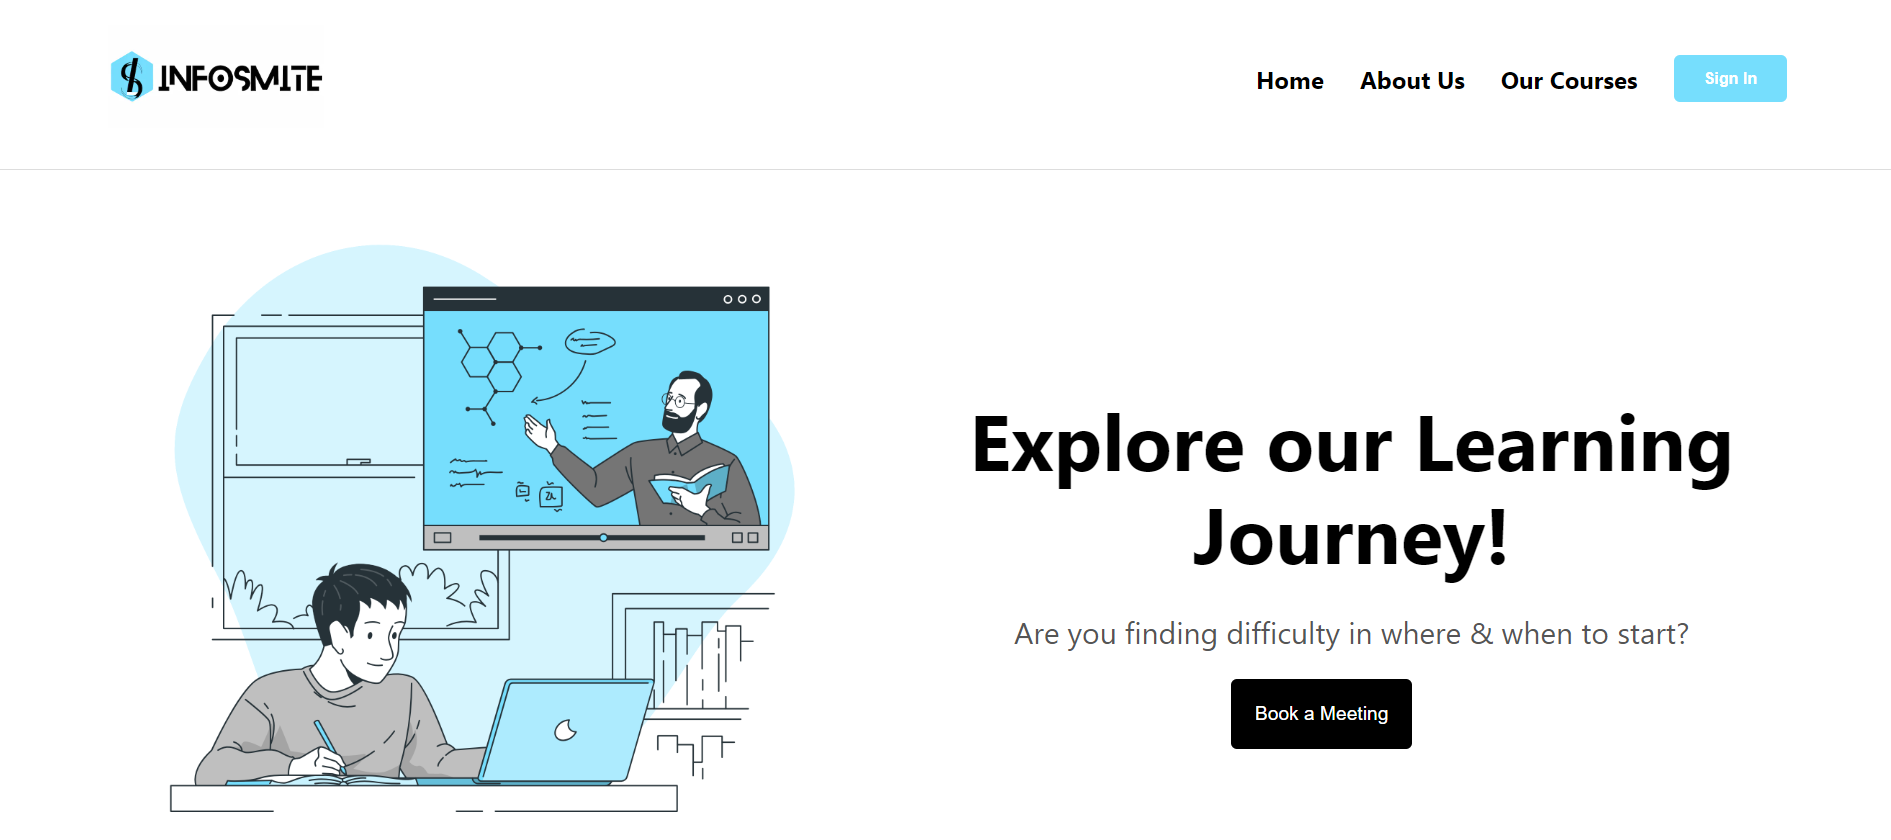 INFOSMITE
Home About Us Our Courses Sign In
Explore our Learning
Journey!
Are you finding difficulty in where & when to start?
Book a Meeting